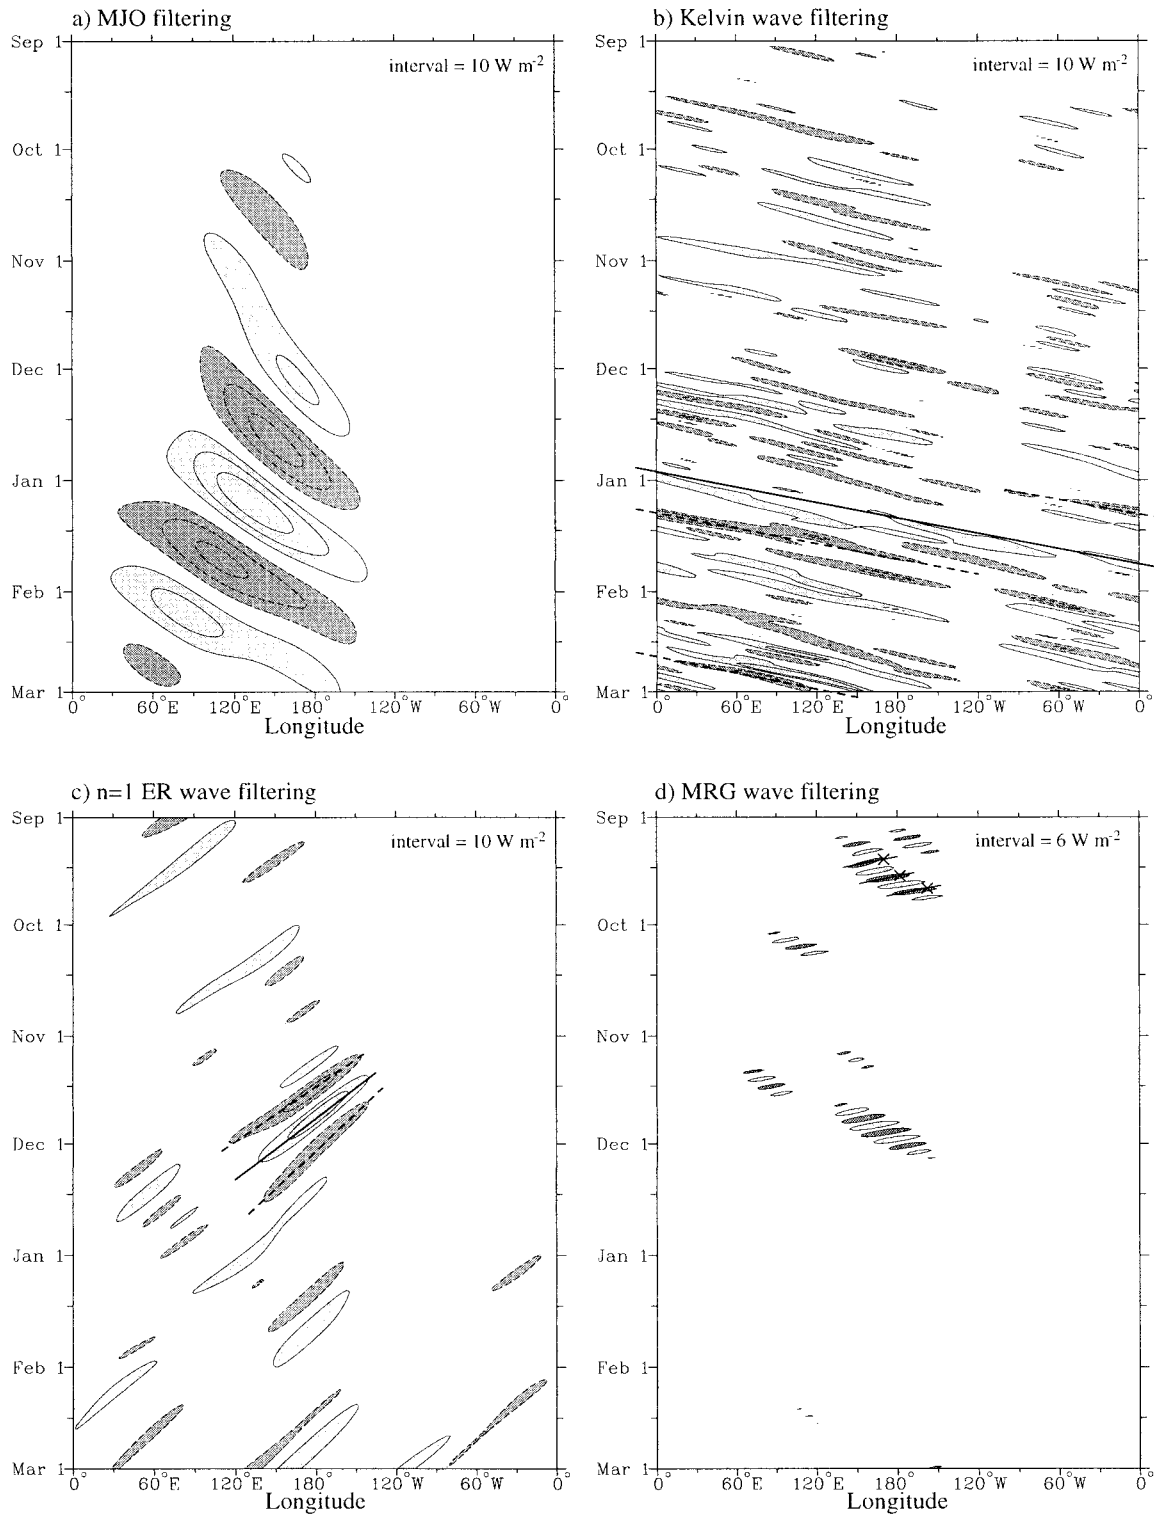 a) MJO filtering
Sep 1
interval = 10 W m-2
Oct 1
Nov 1
Dec 1
Jan 1
Feb 1
Mar 1
0° 60°E 120°E 180° 120°W 60°W 0°
Longitude
b) Kelvin wave filtering
Sep 1
interval = 10 W m-2
Oct 1
Nov 1
Dec 1
Jan 1
Feb 1
Mar 1
0° 60°E 120°E 180° 120°W 60°W 0°
Longitude
c) n=1 ER wave filtering
Sep 1
interval = 10 W m-2
Oct 1
Nov 1
Dec 1
Jan 1
Feb 1
Mar 1
0° 60°E 120°E 180° 120°W 60°W 0°
Longitude
d) MRG wave filtering
Sep 1
interval = 6 W m-2
Oct 1
Nov 1
Dec 1
Jan 1
Feb 1
Mar 1
0° 60°E 120°E 180° 120°W 60°W 0°
Longitude